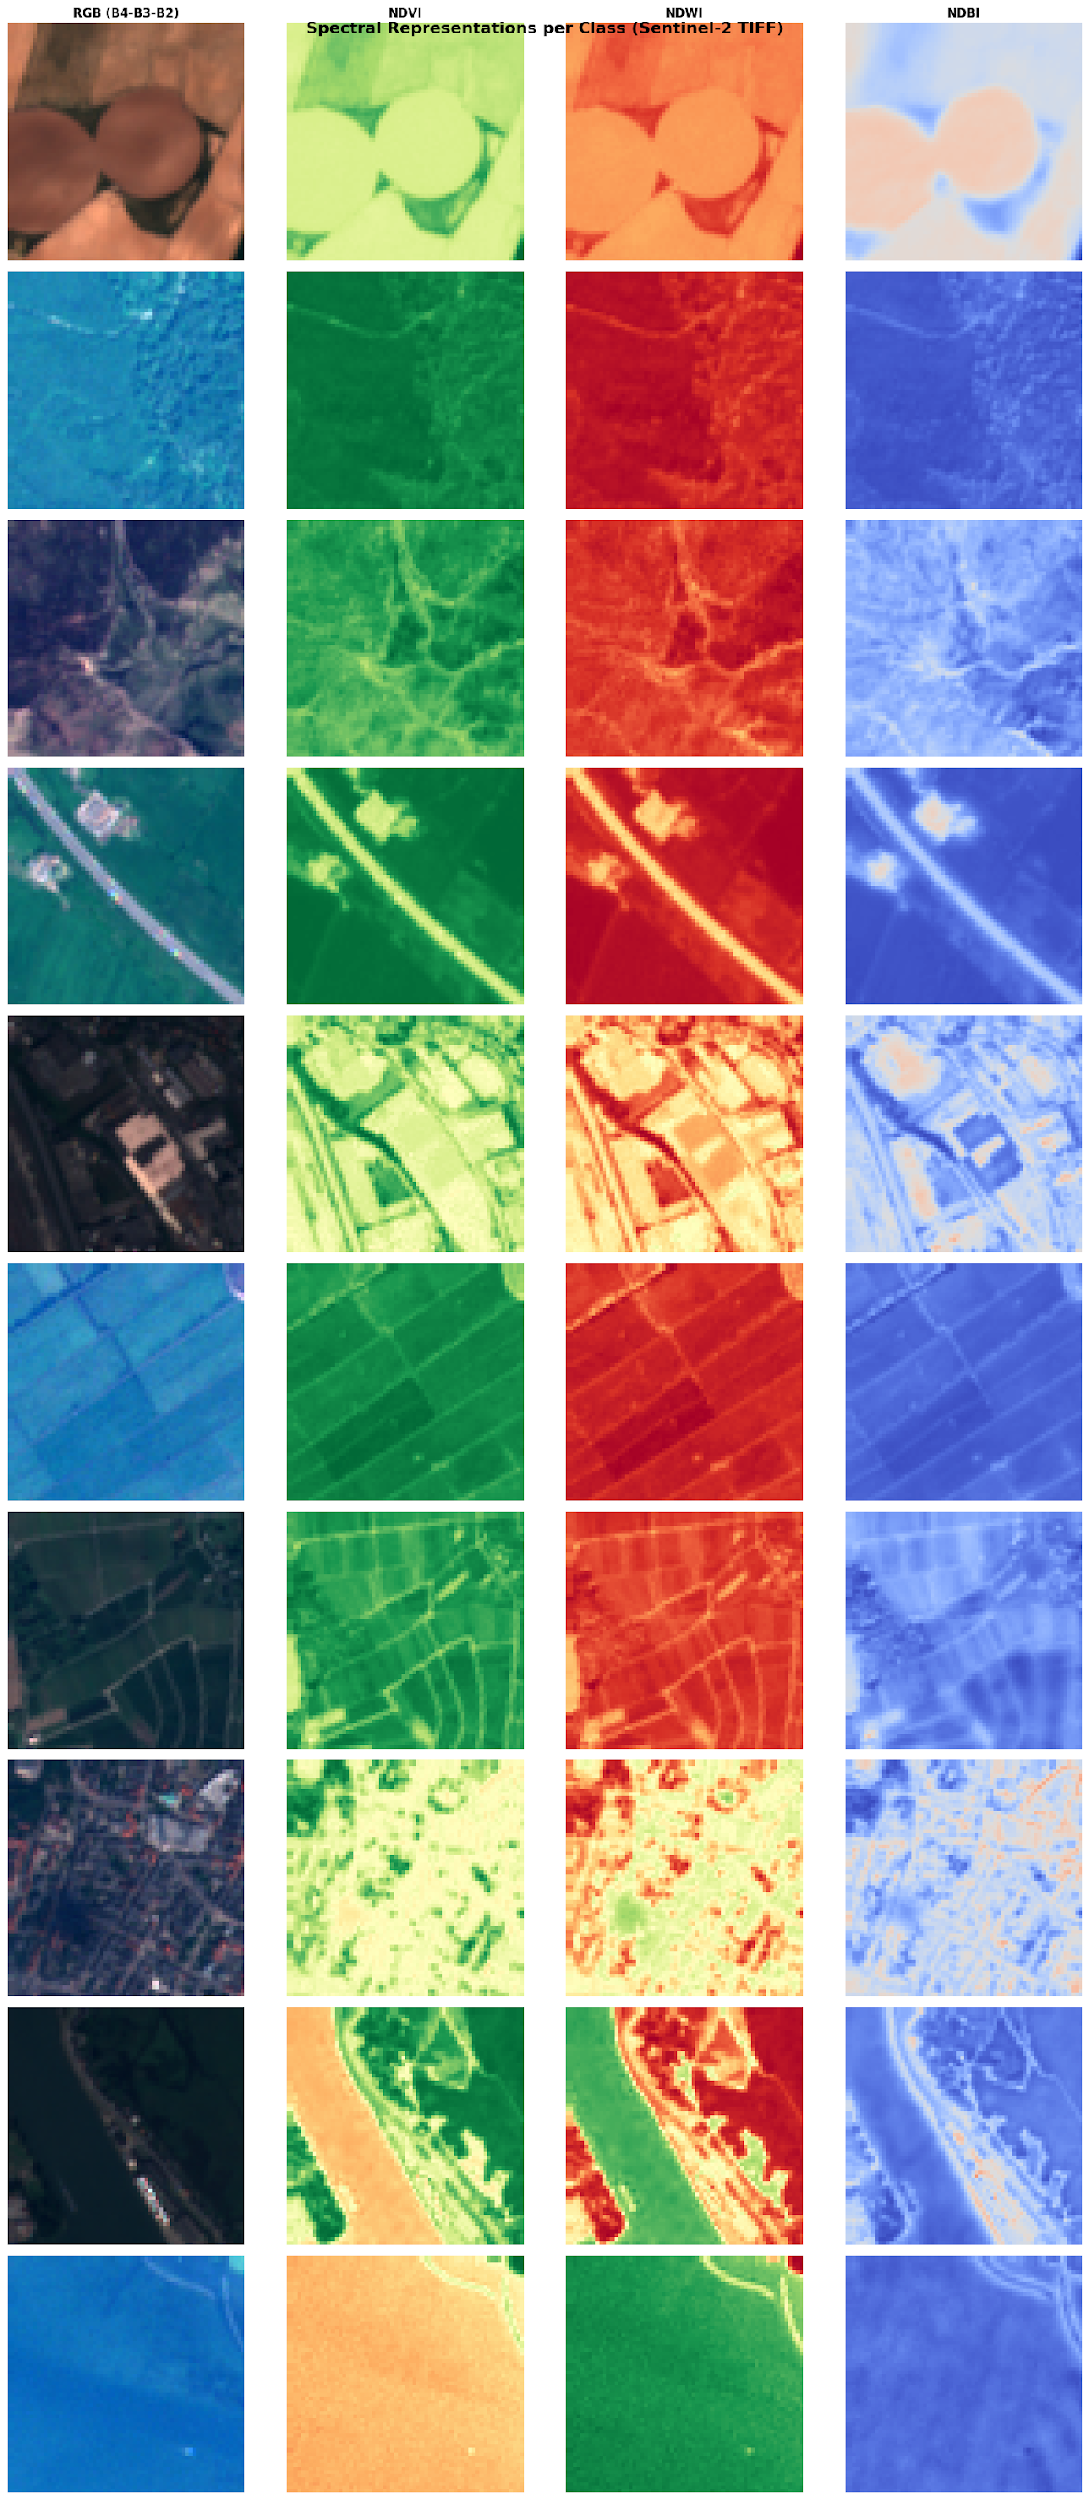 RGB (B4-B3-B2) NDVI NDWI NDBI
Spectral Representations per Class (Sentinel-2 TIFF)